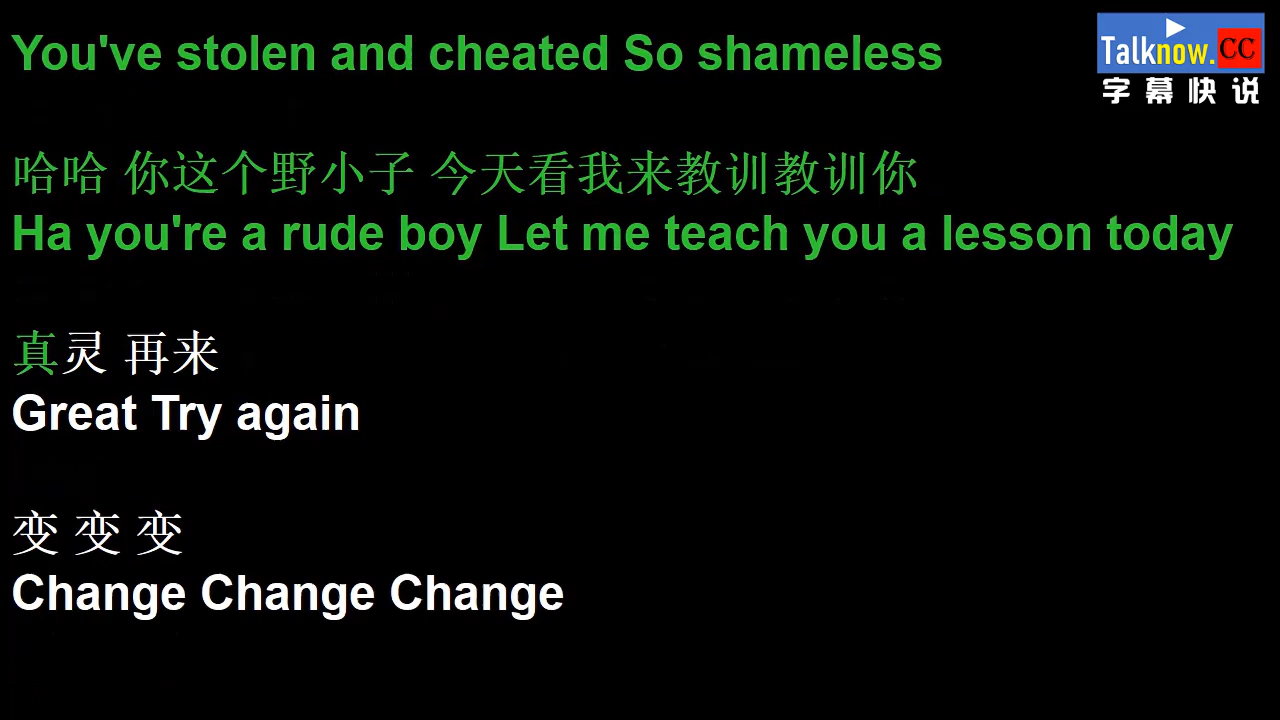 You've stolen and cheated So shameless
Talknow.CC
字幕快说
哈哈 你这个野小子 今天看我来教训教训你
Ha you're a rude boy Let me teach you a lesson today
真灵 再来
Great Try again
变 变 变
Change Change Change